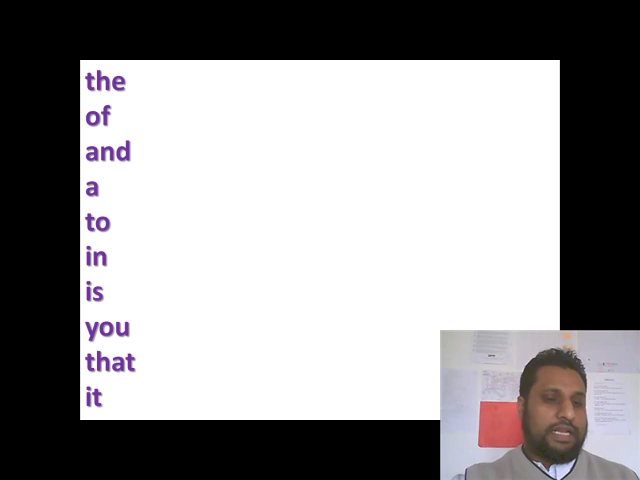 the
of
and
a
to
in
is
you
that
it